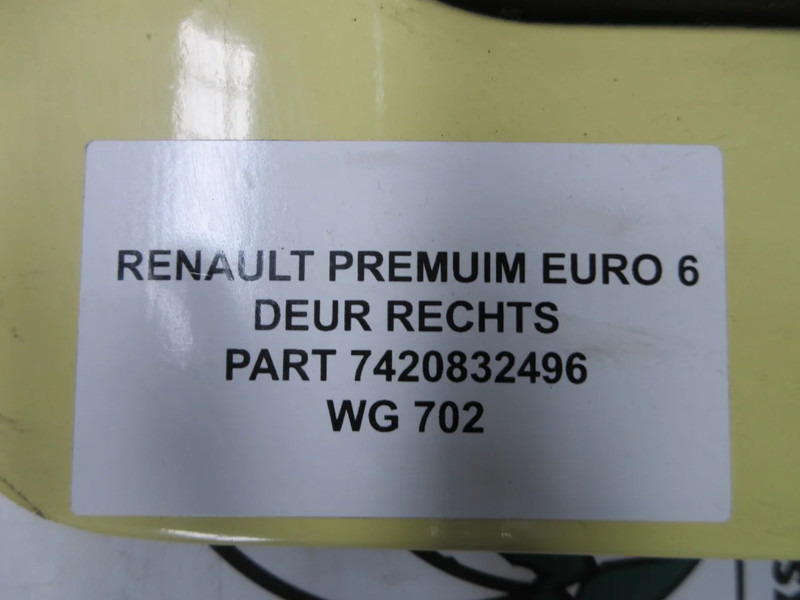 RENAULT PREMUIM EURO 6
DEUR RECHTS
PART 7420832496
WG 702